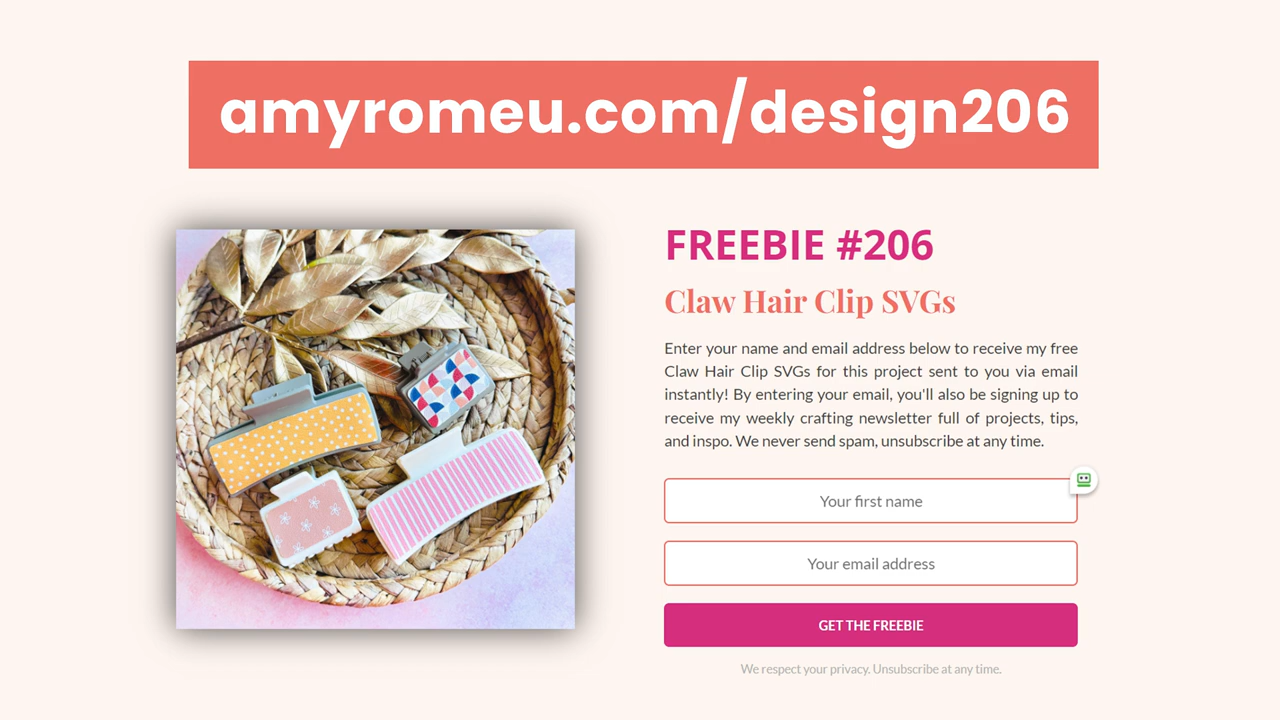 amyromeu.com/design206
FREEBIE #206
Claw Hair Clip SVGs
Enter your name and email address below to receive my free
Claw Hair Clip SVGs for this project sent to you via email
instantly! By entering your email, you'll also be signing up to
receive my weekly crafting newsletter full of projects, tips,
and inspo. We never send spam, unsubscribe at any time.
Your first name
Your email address
GET THE FREEBIE
We respect your privacy. Unsubscribe at any time.